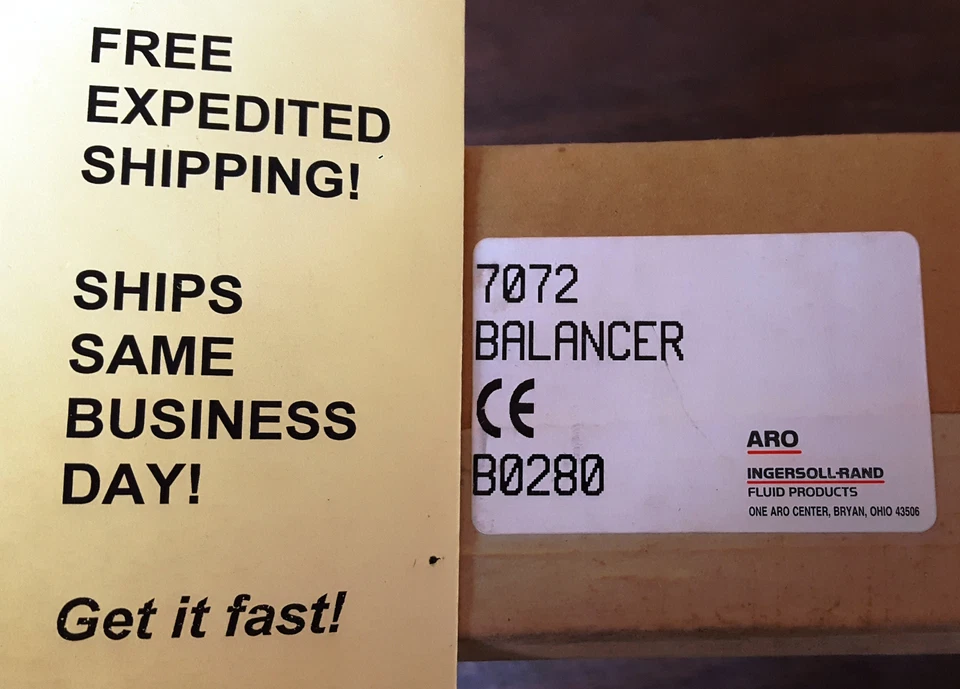 FREE
EXPEDITED
SHIPPING!
SHIPS
SAME
BUSINESS
DAY!
Get it fast!
7072
BALANCER
CE
B0280
ARO
INGERSOLL-RAND
FLUID PRODUCTS
ONE ARO CENTER, BRYAN, OHIO 43506